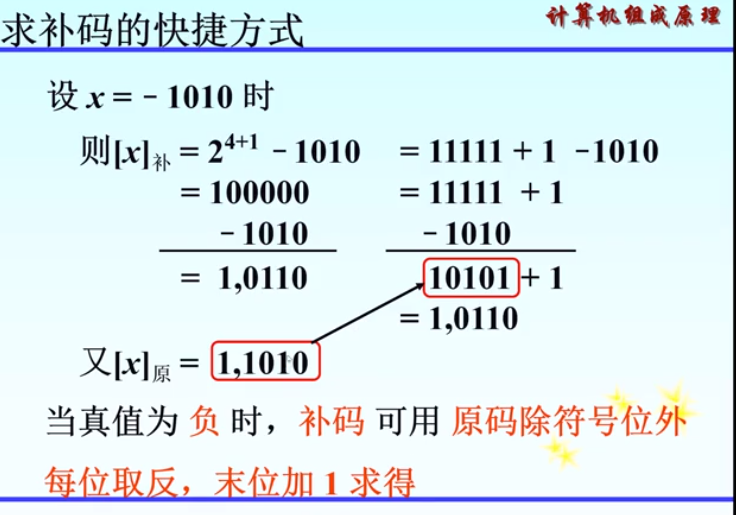 求补码的快捷方式
计算机组成原理
设 x = – 1010 时
则[x]补 = 2^4+1 – 1010 = 11111 + 1 – 1010
= 100000 = 11111 + 1
– 1010 – 1010
= 1,0110 10101 + 1
= 1,0110
又[x]原 = 1,1010
当真值为 负 时，补码 可用 原码除符号位外
每位取反，末位加 1 求得